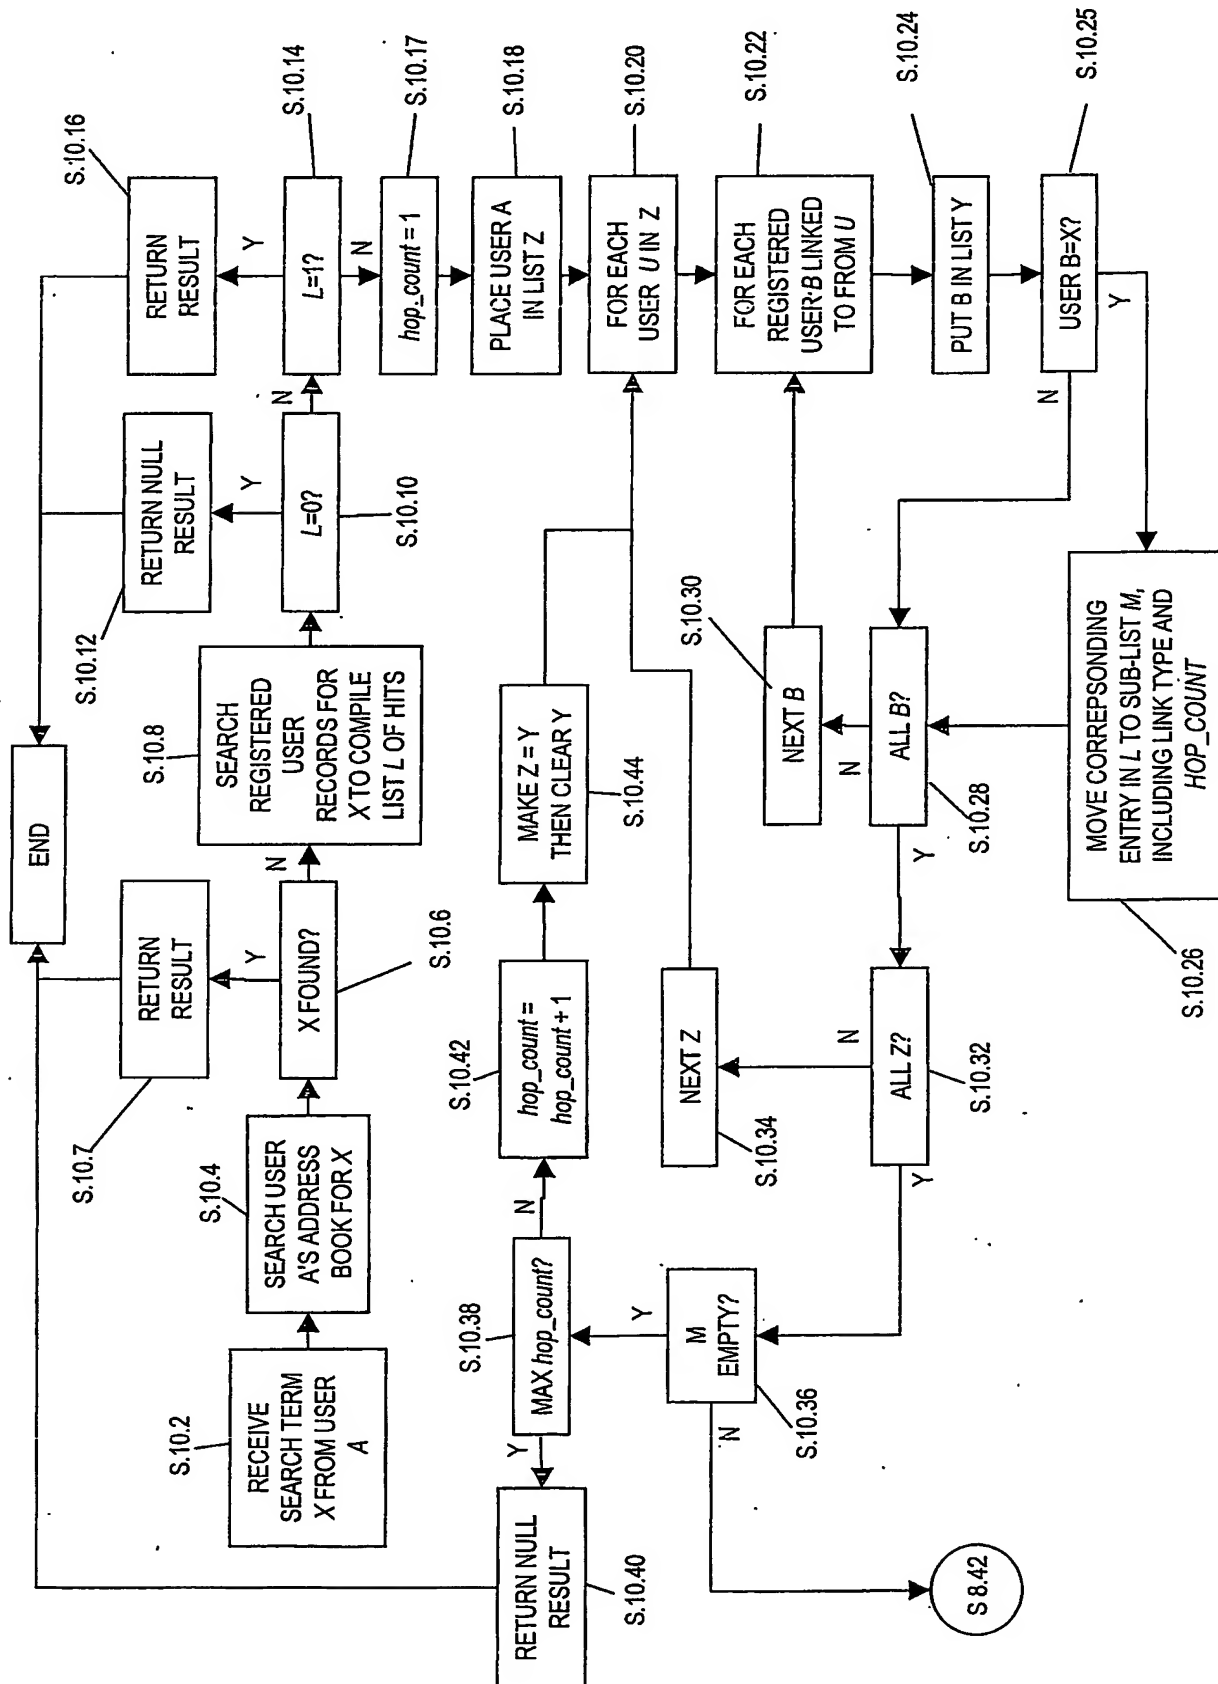 RECEIVE
SEARCH TERM
X FROM USER
A
S.10.2
SEARCH USER
A'S ADDRESS
BOOK FOR X
S.10.4
X FOUND?
S.10.6
Y
N
RETURN
RESULT
S.10.7
END
SEARCH
REGISTERED
USER
RECORDS FOR
X TO COMPILE
LIST L OF HITS
S.10.8
L=0?
S.10.10
Y
N
RETURN NULL
RESULT
S.10.12
L=1?
S.10.14
Y
N
RETURN
RESULT
S.10.16
hop_count = 1
S.10.17
PLACE USER A
IN LIST Z
S.10.18
FOR EACH
USER U IN Z
S.10.20
FOR EACH
REGISTERED
USER B LINKED
TO FROM U
S.10.22
PUT B IN LIST Y
S.10.24
USER B=X?
S.10.25
N
Y
MOVE CORREPSONDING
ENTRY IN L TO SUB-LIST M,
INCLUDING LINK TYPE AND
HOP_COUNT
S.10.26
ALL B?
S.10.28
N
Y
NEXT B
S.10.30
ALL Z?
S.10.32
N
Y
NEXT Z
S.10.34
M
EMPTY?
S.10.36
Y
N
MAX hop_count?
S.10.38
Y
N
RETURN NULL
RESULT
S.10.40
hop_count =
hop_count + 1
S.10.42
MAKE Z = Y
THEN CLEAR Y
S.10.44
S 8.42